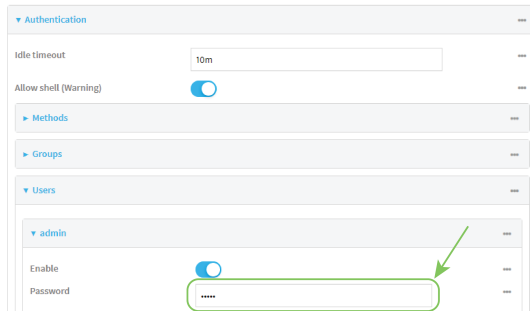 Authentication
Idle timeout
10m
Allow shell (Warning)
Methods
Groups
Users
admin
Enable
Password
•••••